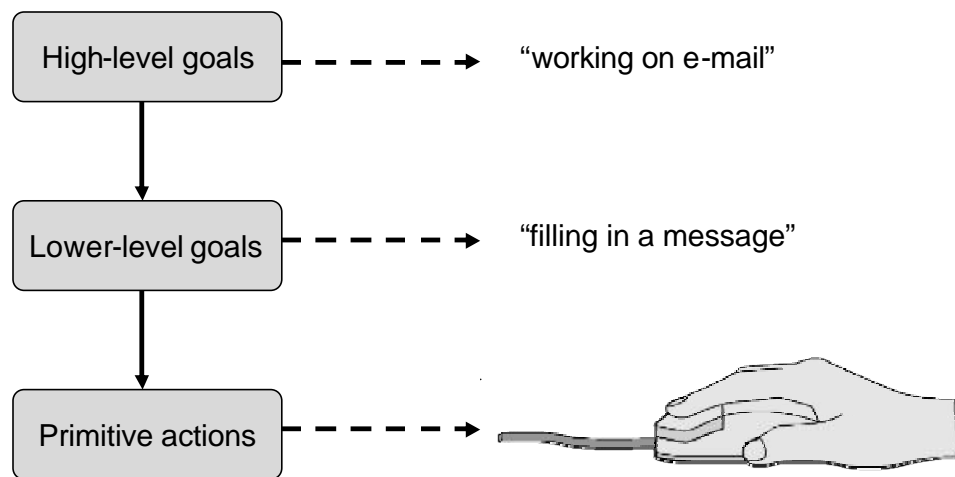 High-level goals
“working on e-mail”
Lower-level goals
“filling in a message”
Primitive actions